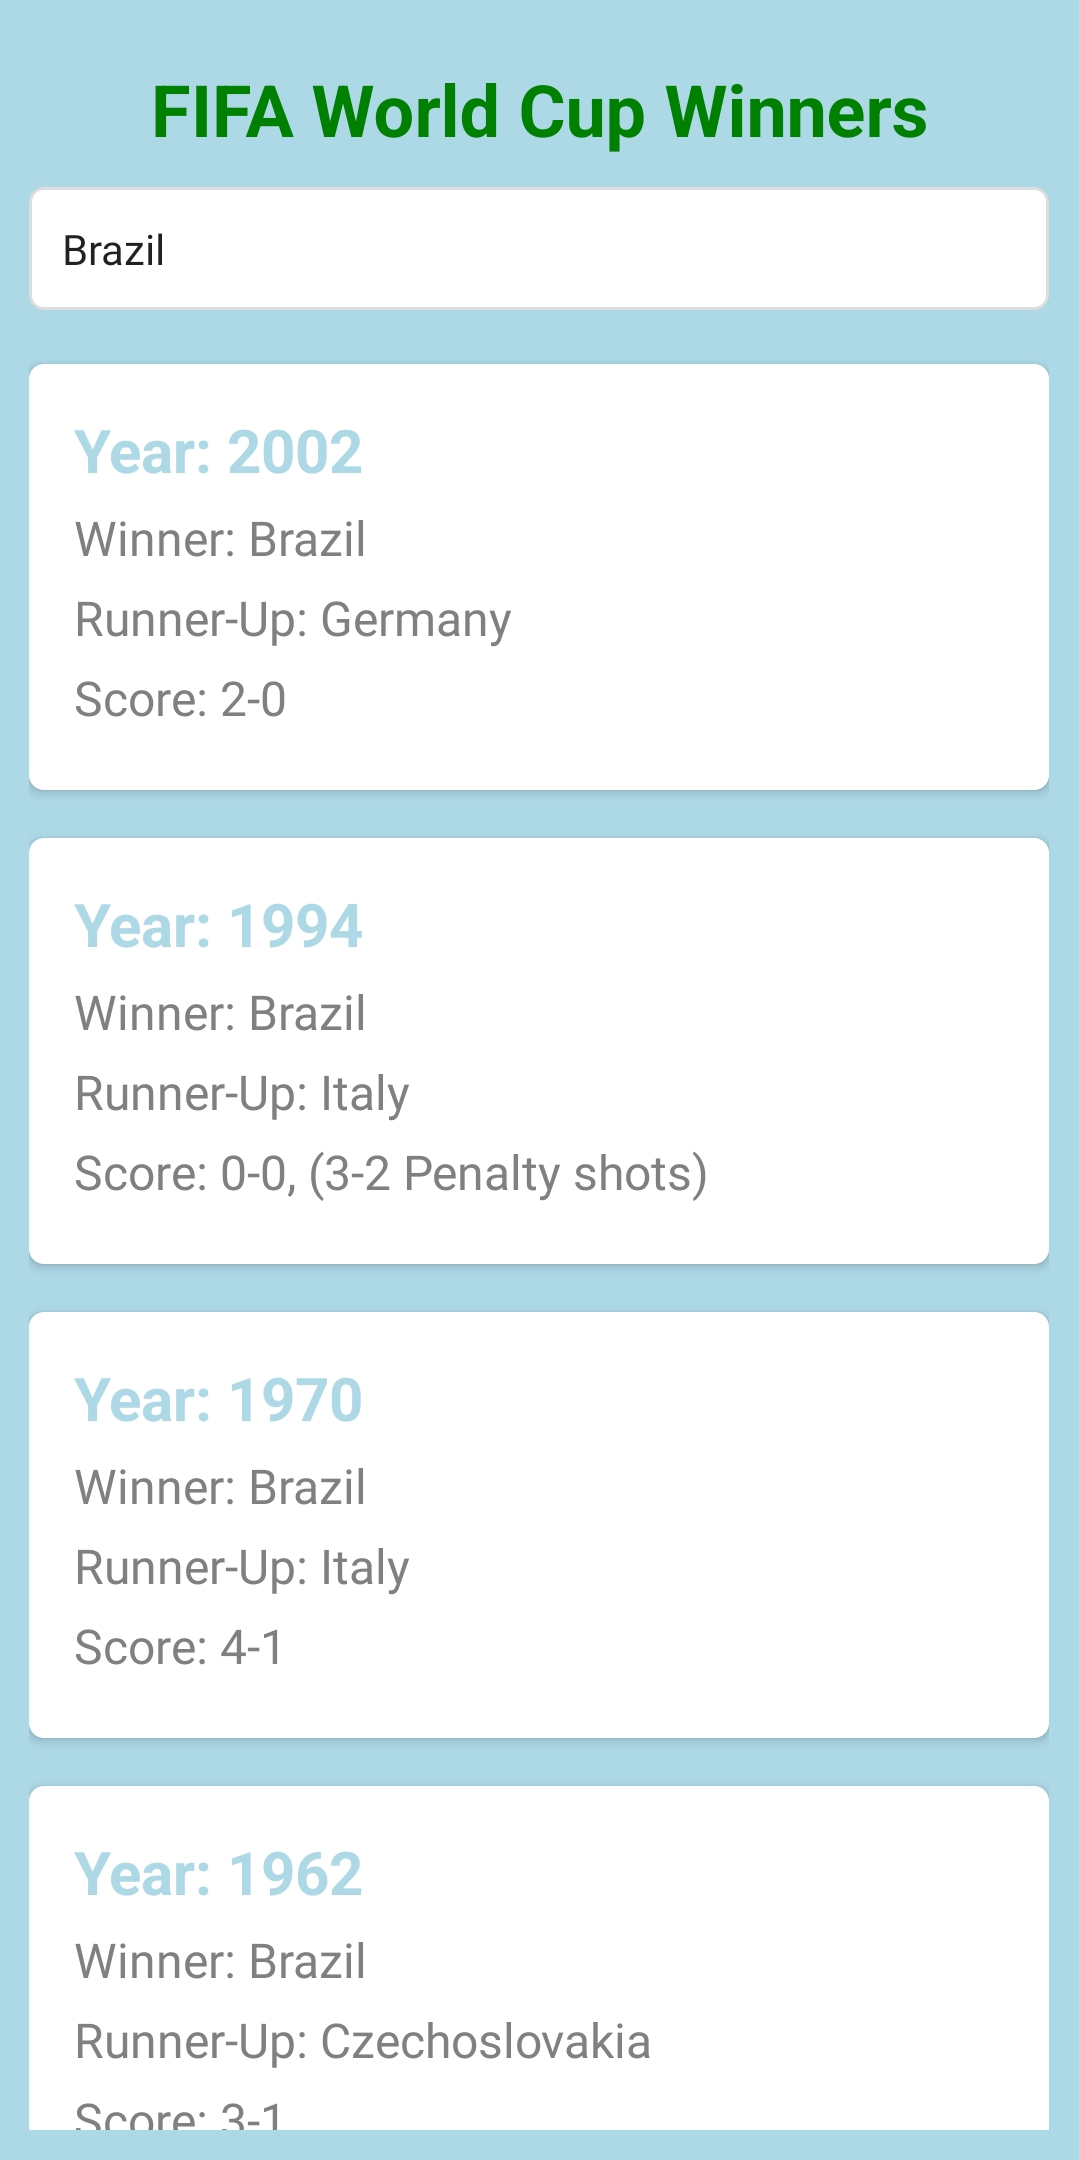 FIFA World Cup Winners
Brazil
Year: 2002
Winner: Brazil
Runner-Up: Germany
Score: 2-0
Year: 1994
Winner: Brazil
Runner-Up: Italy
Score: 0-0, (3-2 Penalty shots)
Year: 1970
Winner: Brazil
Runner-Up: Italy
Score: 4-1
Year: 1962
Winner: Brazil
Runner-Up: Czechoslovakia
Score: 3-1